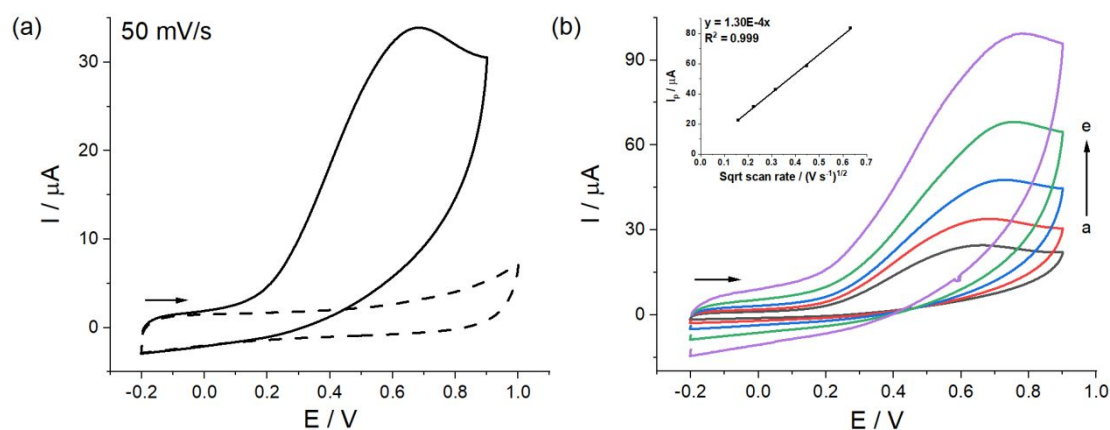 (a)
50 mV/s
30
20
10
0
I / μA
-0.2 0.0 0.2 0.4 0.6 0.8 1.0
E / V
(b)
y = 1.30E-4x
R² = 0.999
80
60
40
20
0
Iₚ / μA
0.0 0.1 0.2 0.3 0.4 0.5 0.6 0.7
Sqrt scan rate / (V s⁻¹)¹/²
90
60
30
0
I / μA
e
a
-0.2 0.0 0.2 0.4 0.6 0.8 1.0
E / V